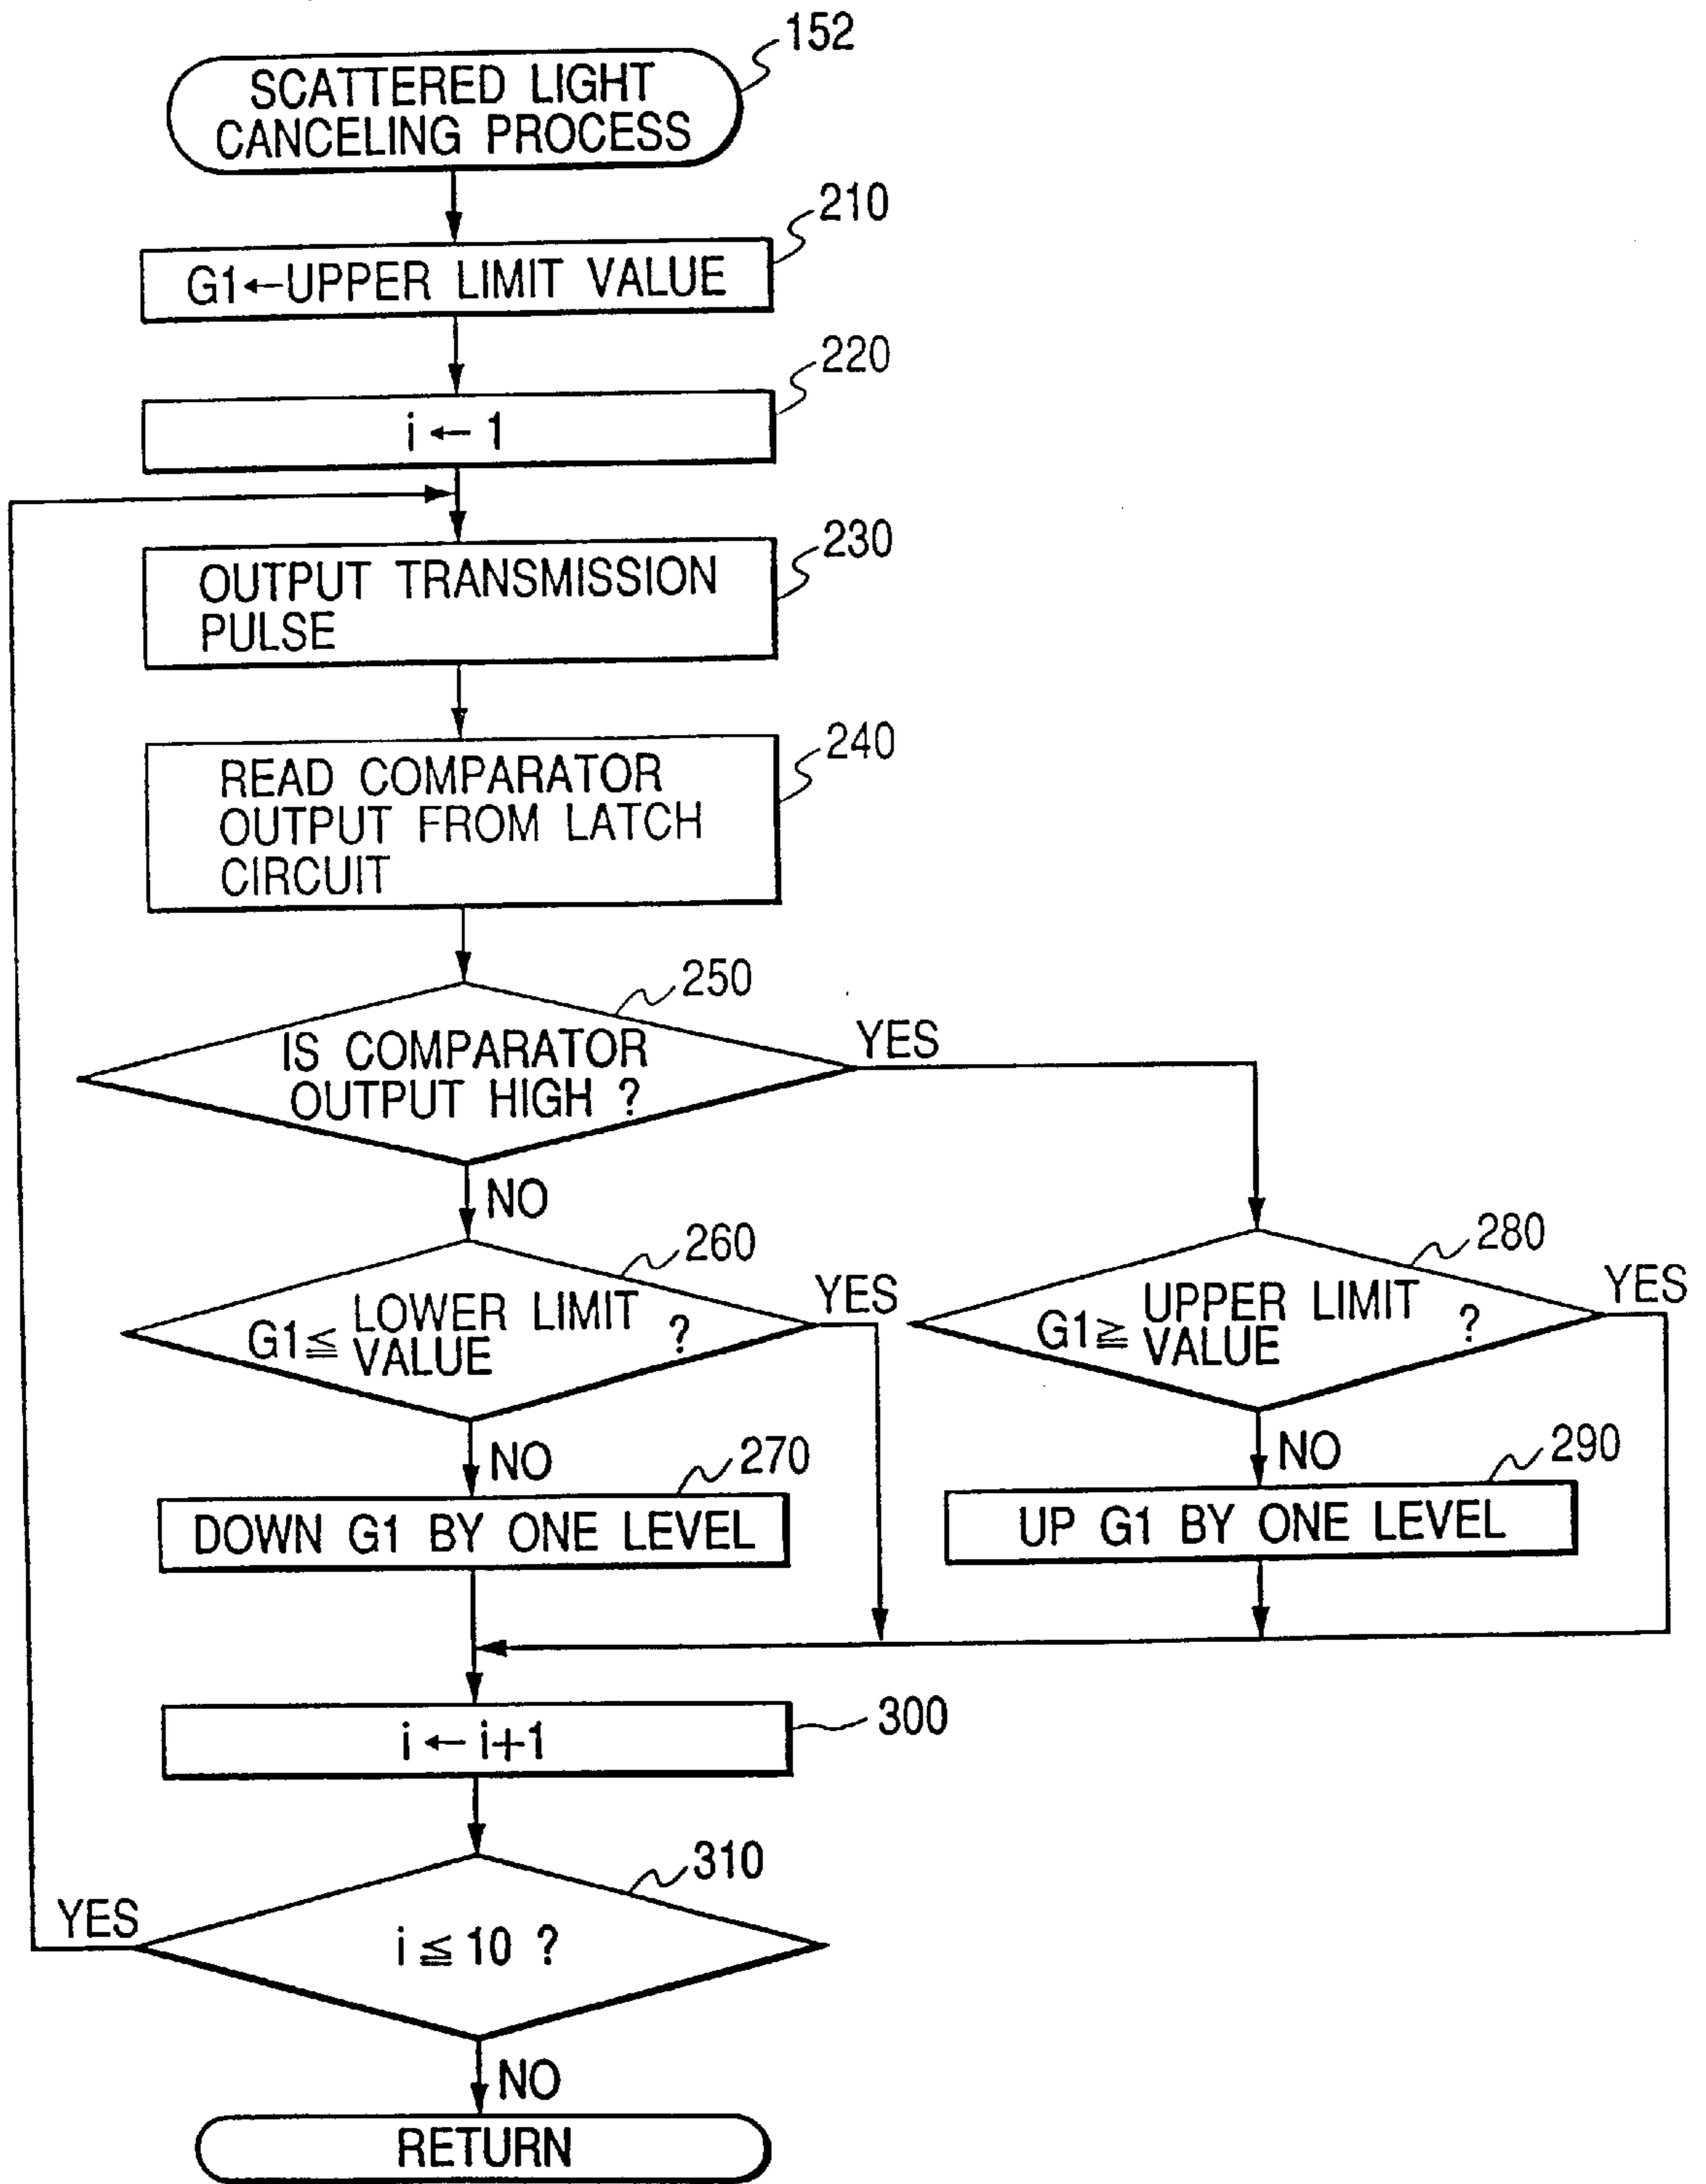 152
SCATTERED LIGHT
CANCELING PROCESS
210
G1←UPPER LIMIT VALUE
220
i ← 1
230
OUTPUT TRANSMISSION
PULSE
240
READ COMPARATOR
OUTPUT FROM LATCH
CIRCUIT
250
IS COMPARATOR
OUTPUT HIGH ?
YES
NO
260
G1≦ LOWER LIMIT
VALUE ?
YES
280
G1≧ UPPER LIMIT
VALUE ?
YES
NO
270
DOWN G1 BY ONE LEVEL
NO
290
UP G1 BY ONE LEVEL
300
i ← i+1
310
i ≦ 10 ?
YES
NO
RETURN